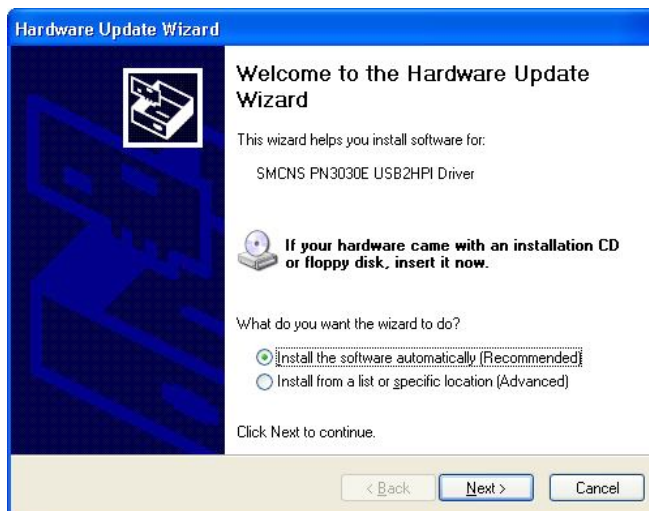 Hardware Update Wizard
Welcome to the Hardware Update
Wizard
This wizard helps you install software for:
SMCNS PN3030E USB2HPI Driver
If your hardware came with an installation CD
or floppy disk, insert it now.
What do you want the wizard to do?
Install the software automatically (Recommended)
Install from a list or specific location (Advanced)
Click Next to continue.
< Back Next > Cancel